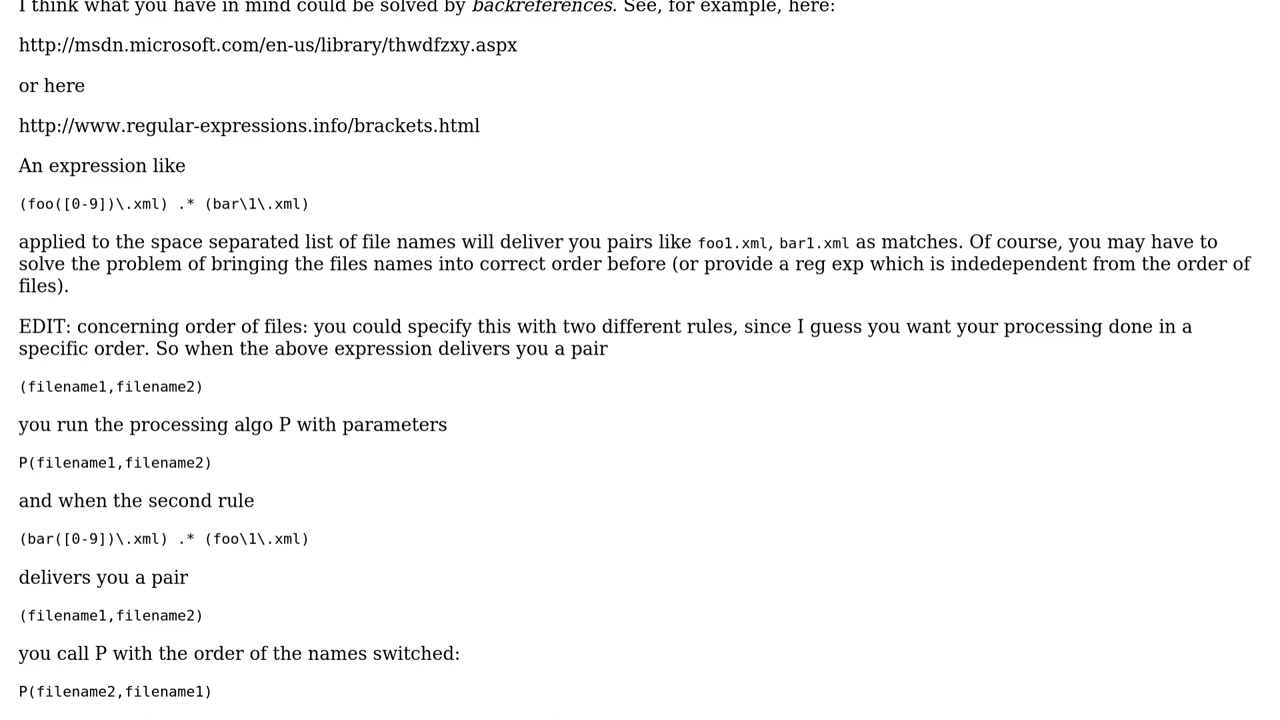 I think what you have in mind could be solved by backreferences. See, for example, here:
http://msdn.microsoft.com/en-us/library/thwdfzxy.aspx
or here
http://www.regular-expressions.info/brackets.html
An expression like
(foo([0-9])\.xml) .* (bar\1\.xml)
applied to the space separated list of file names will deliver you pairs like foo1.xml, bar1.xml as matches. Of course, you may have to
solve the problem of bringing the files names into correct order before (or provide a reg exp which is indedependent from the order of
files).
EDIT: concerning order of files: you could specify this with two different rules, since I guess you want your processing done in a
specific order. So when the above expression delivers you a pair
(filename1,filename2)
you run the processing algo P with parameters
P(filename1,filename2)
and when the second rule
(bar([0-9])\.xml) .* (foo\1\.xml)
delivers you a pair
(filename1,filename2)
you call P with the order of the names switched:
P(filename2,filename1)